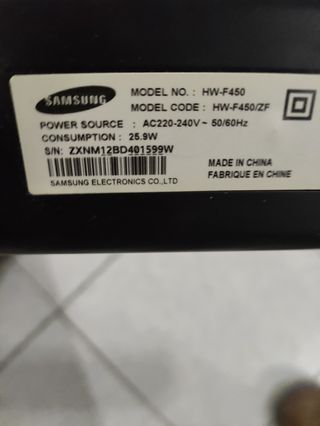 SAMSUNG
MODEL NO. : HW-F450
MODEL CODE : HW-F450/ZF
POWER SOURCE : AC220-240V ~ 50/60Hz
CONSUMPTION : 25.9W
S/N: ZXNM12BD401599W
MADE IN CHINA
FABRIQUE EN CHINE
SAMSUNG ELECTRONICS CO.,LTD